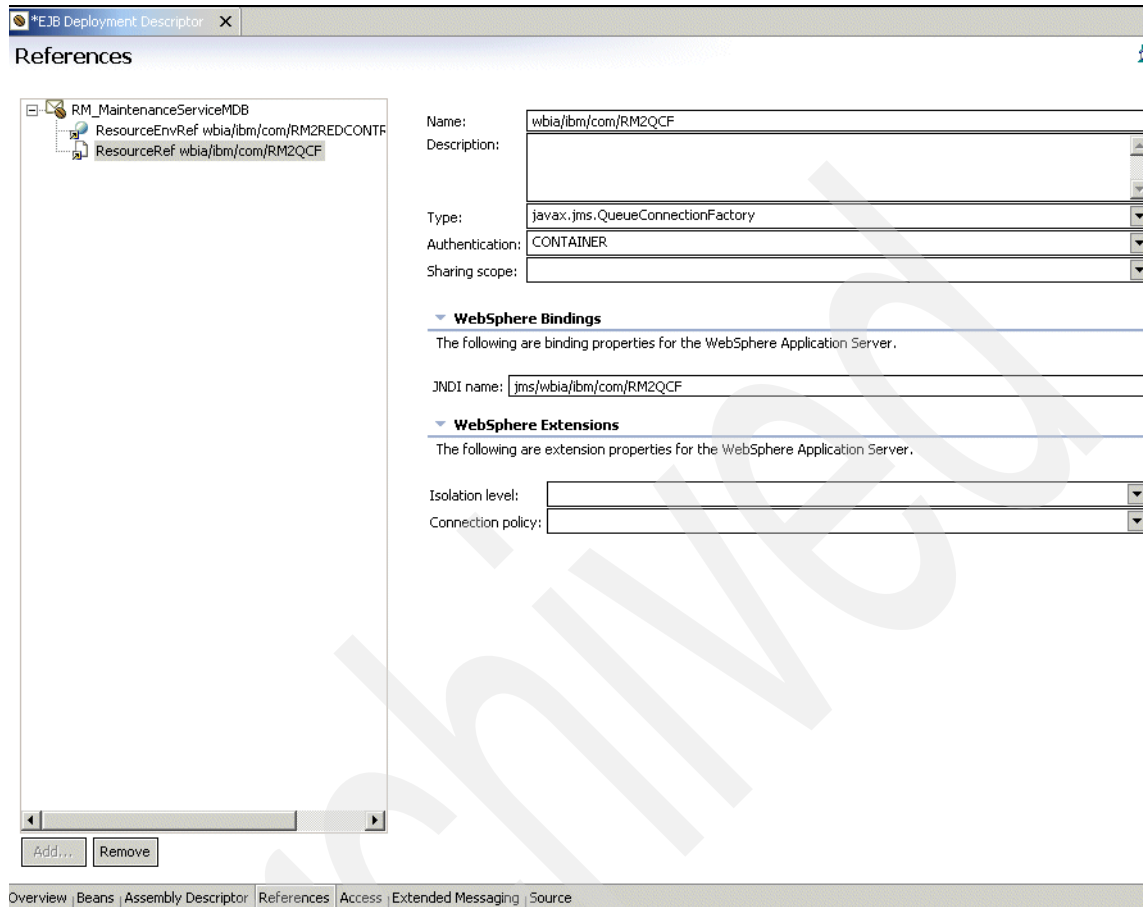 *EJB Deployment Descriptor X
References
RM_MaintenanceServiceMDB
ResourceEnvRef wbia/ibm/com/RM2REDCONTR
ResourceRef wbia/ibm/com/RM2QCF
Name: wbia/ibm/com/RM2QCF
Description:
Type: javax.jms.QueueConnectionFactory
Authentication: CONTAINER
Sharing scope:
WebSphere Bindings
The following are binding properties for the WebSphere Application Server.
JNDI name: jms/wbia/ibm/com/RM2QCF
WebSphere Extensions
The following are extension properties for the WebSphere Application Server.
Isolation level:
Connection policy:
Add... Remove
Overview Beans Assembly Descriptor References Access Extended Messaging Source